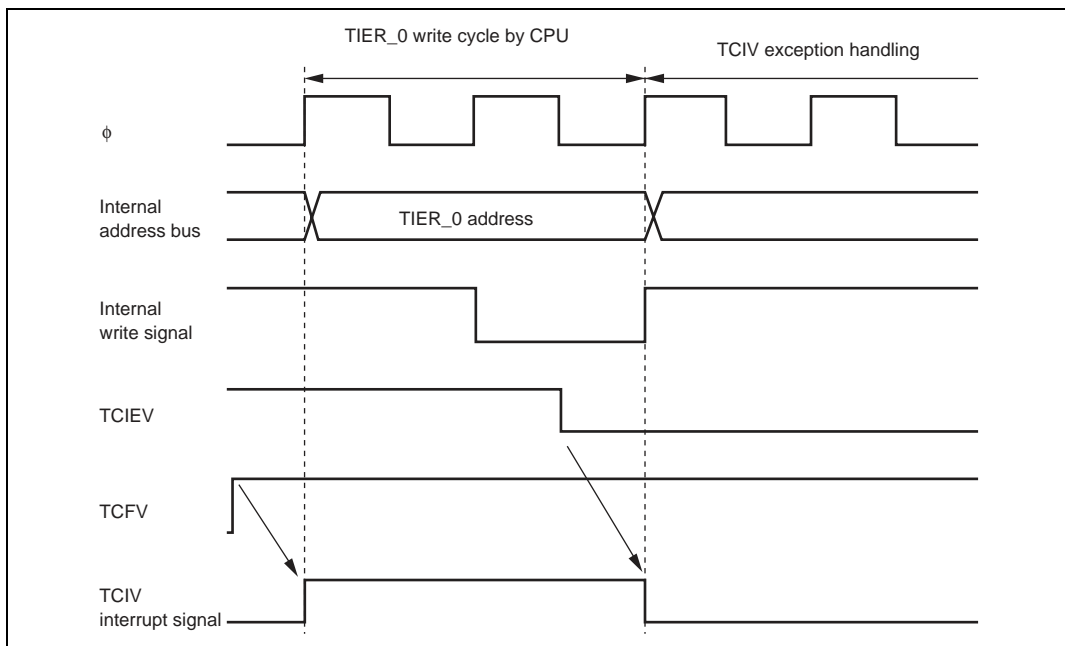 TIER_0 write cycle by CPU
TCIV exception handling
ϕ
Internal
address bus
TIER_0 address
Internal
write signal
TCIEV
TCFV
TCIV
interrupt signal